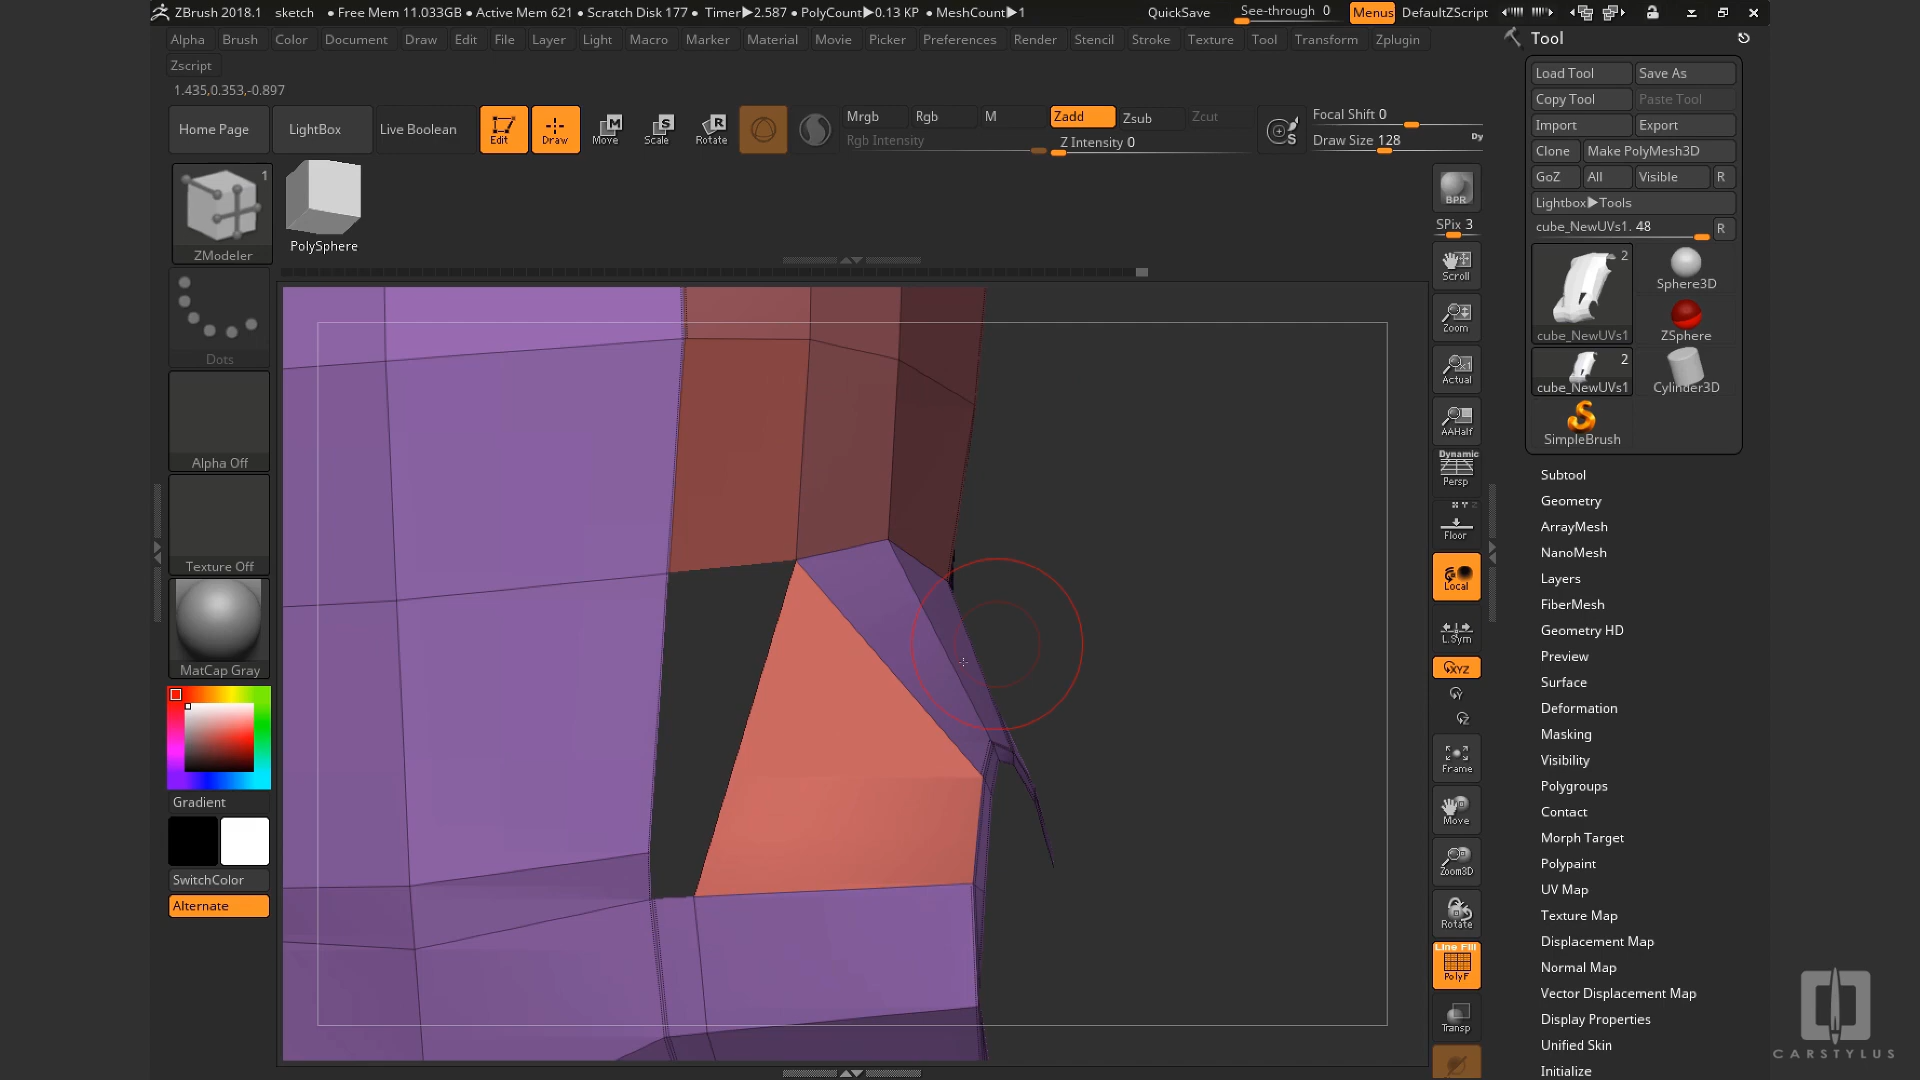 ZBrush 2018.1 sketch • Free Mem 11.033GB • Active Mem 621 • Scratch Disk 177 • Timer▶2.587 • PolyCount▶0.13 KP • MeshCount▶1 QuickSave See-through 0 Menus DefaultZScript
Alpha Brush Color Document Draw Edit File Layer Light Macro Marker Material Movie Picker Preferences Render Stencil Stroke Texture Tool Transform Zplugin
Zscript
1.435,0.353,-0.897
Home Page LightBox Live Boolean Edit Draw Move Scale Rotate
M S R
Mrgb Rgb M Zadd Zsub Zcut
Rgb Intensity Z Intensity 0
S
Focal Shift 0
Draw Size 128 Dy
1
ZModeler
PolySphere
Dots
Alpha Off
Texture Off
MatCap Gray
Gradient
SwitchColor
Alternate
BPR
SPix 3
Scroll
Zoom
Actual
AAHalf
Dynamic
Persp
X Y Z
Floor
Local
L.Sym
XYZ
Y
Z
Frame
Move
Zoom3D
Rotate
Line Fill
PolyF
Transp
Tool
Load Tool Save As
Copy Tool Paste Tool
Import Export
Clone Make PolyMesh3D
GoZ All Visible R
Lightbox▶Tools
cube_NewUVs1. 48 R
2
cube_NewUVs1
Sphere3D
ZSphere
2
cube_NewUVs1
Cylinder3D
SimpleBrush
Subtool
Geometry
ArrayMesh
NanoMesh
Layers
FiberMesh
Geometry HD
Preview
Surface
Deformation
Masking
Visibility
Polygroups
Contact
Morph Target
Polypaint
UV Map
Texture Map
Displacement Map
Normal Map
Vector Displacement Map
Display Properties
Unified Skin
Initialize
CARSTYLUS